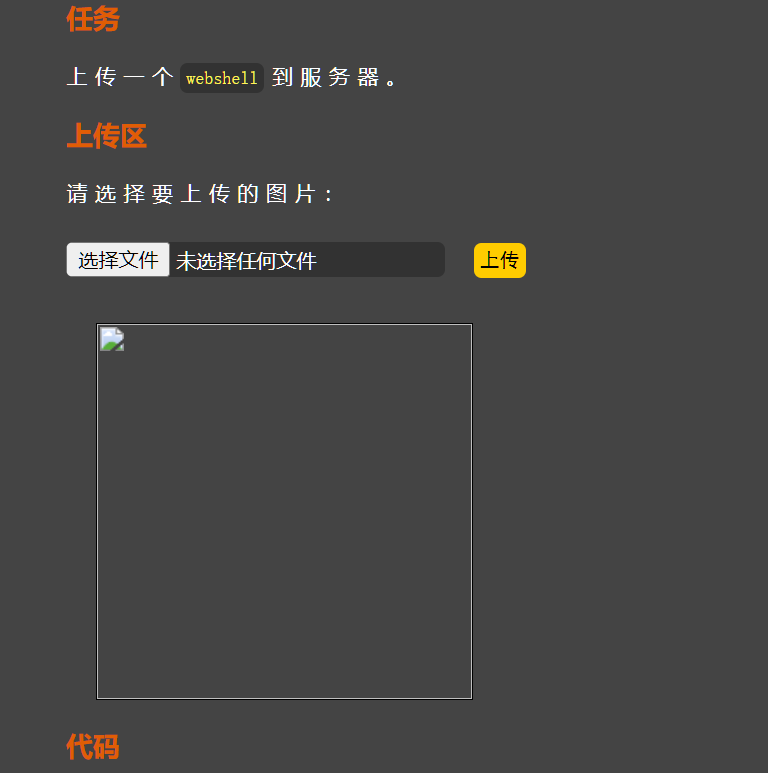 任务
上传一个 webshell 到服务器。
上传区
请选择要上传的图片：
选择文件 未选择任何文件 上传
代码